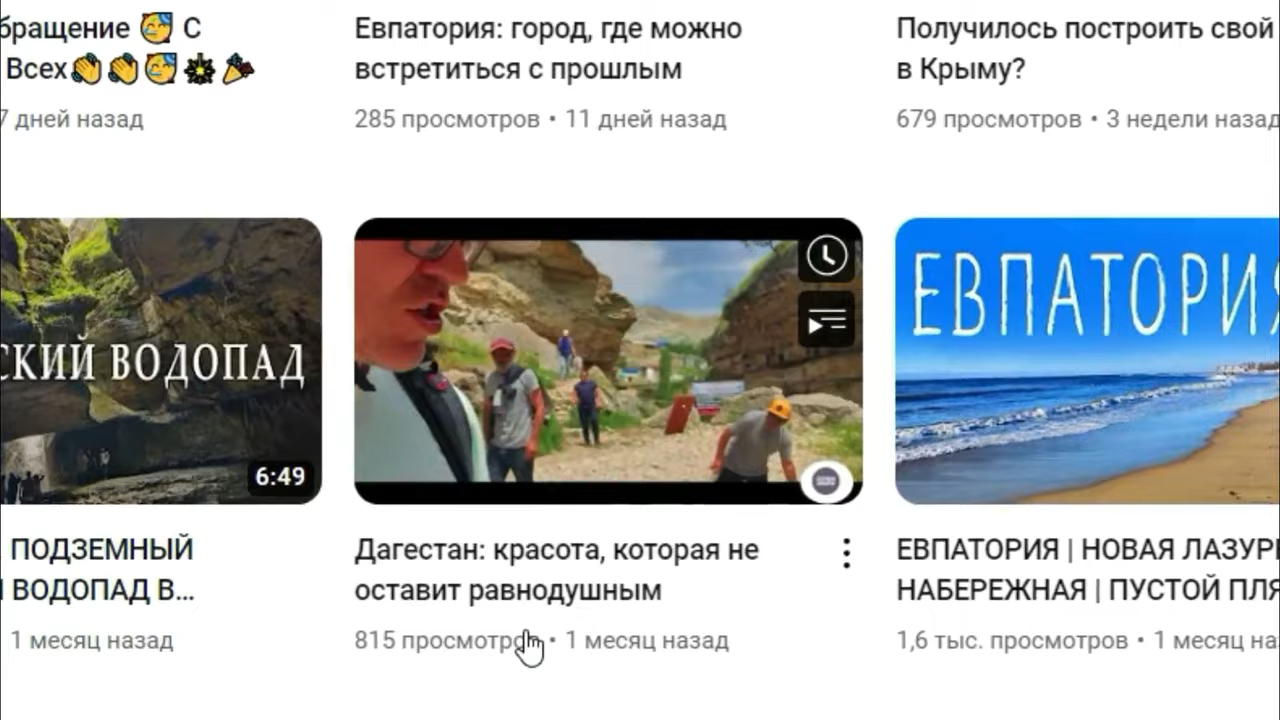 бращение 🥳 С
Всех👏👏🥳✴🎉
7 дней назад
Евпатория: город, где можно
встретиться с прошлым
285 просмотров • 11 дней назад
Получилось построить свой
в Крыму?
679 просмотров • 3 недели назад
СКИЙ ВОДОПАД
6:49
ЕВПАТОРИЯ
ПОДЗЕМНЫЙ
ВОДОПАД В...
1 месяц назад
Дагестан: красота, которая не
оставит равнодушным
815 просмотров • 1 месяц назад
ЕВПАТОРИЯ | НОВАЯ ЛАЗУР
НАБЕРЕЖНАЯ | ПУСТОЙ ПЛЯ
1,6 тыс. просмотров • 1 месяц на